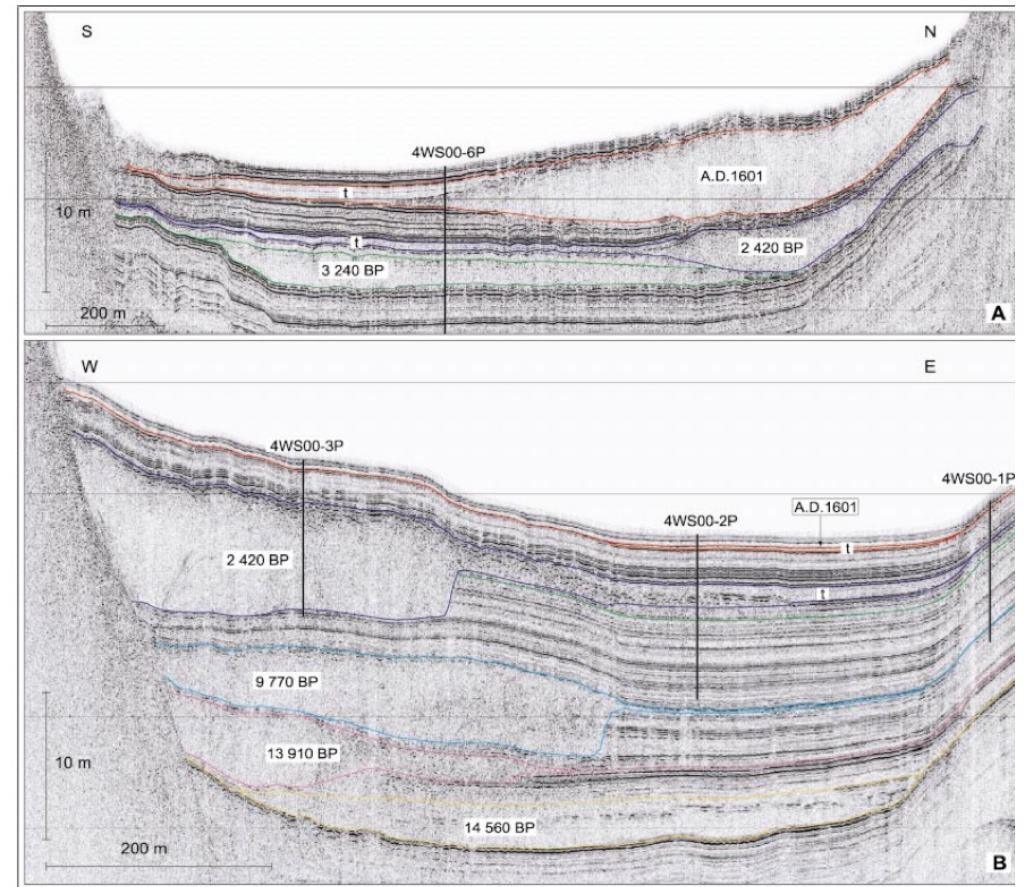 S
N
4WS00-6P
A.D.1601
t
10 m
2 420 BP
t
3 240 BP
200 m
A
W
E
4WS00-3P
4WS00-1P
A.D.1601
4WS00-2P
t
2 420 BP
t
9 770 BP
13 910 BP
10 m
14 560 BP
200 m
B